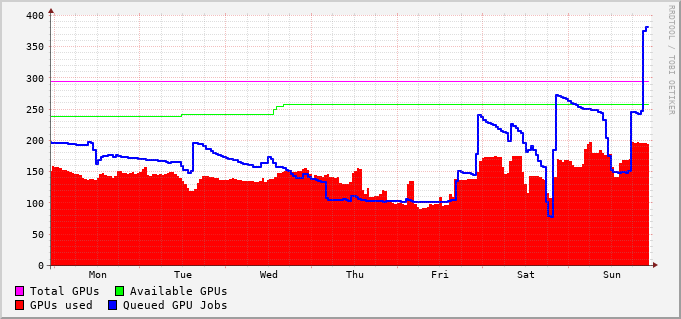 400
350
300
250
200
150
100
50
0
Mon Tue Wed Thu Fri Sat Sun
Total GPUs Available GPUs
GPUs used Queued GPU Jobs
RRDTOOL / TOBI OETIKER